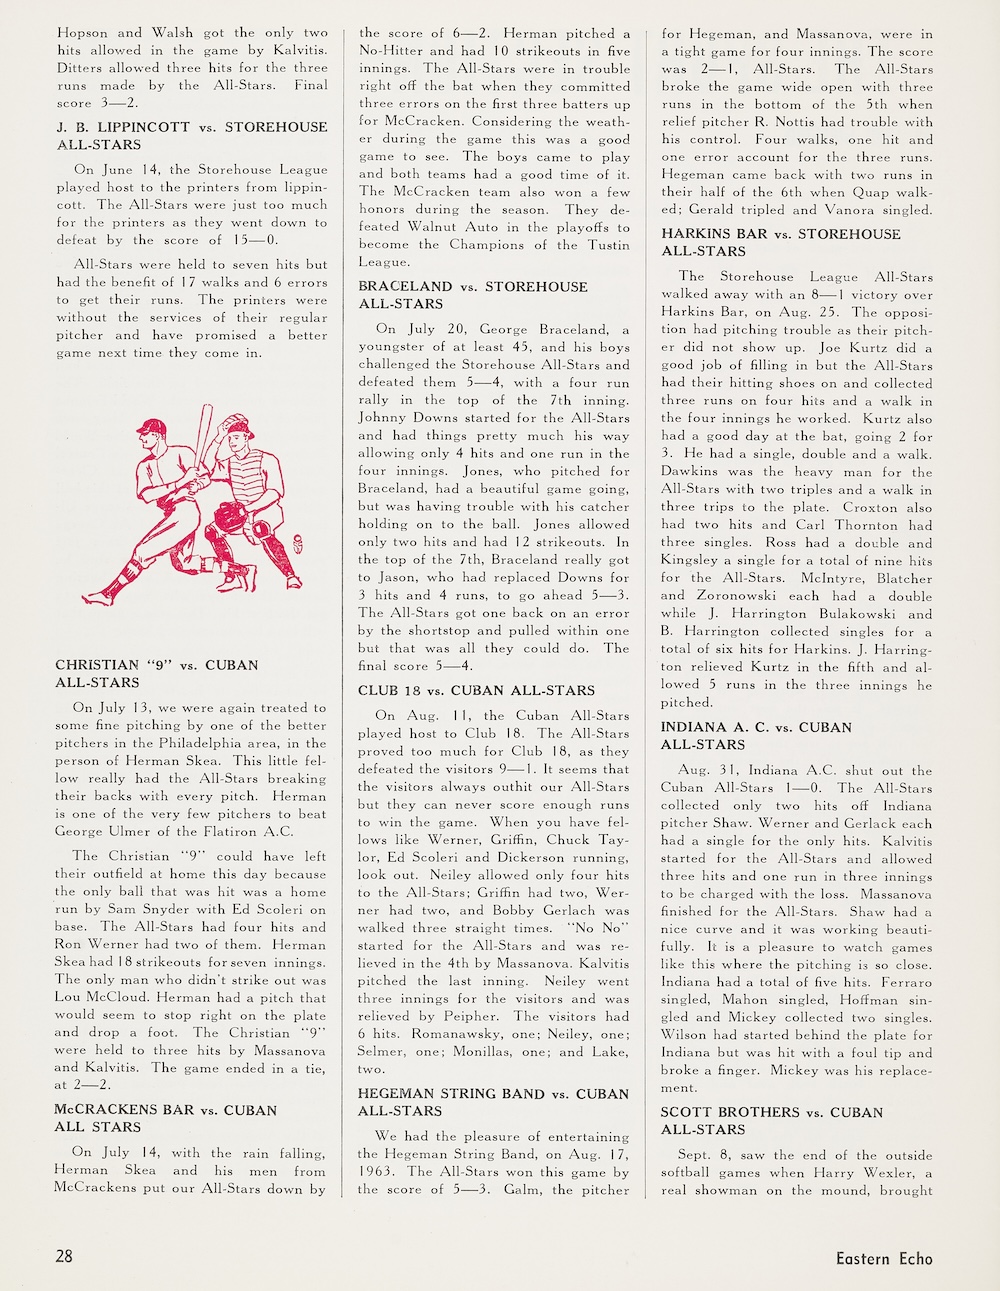 Hopson and Walsh got the only two
hits allowed in the game by Kalvitis.
Ditters allowed three hits for the three
runs made by the All-Stars. Final
score 3—2.
J. B. LIPPINCOTT vs. STOREHOUSE
ALL-STARS
On June 14, the Storehouse League
played host to the printers from lippin-
cott. The All-Stars were just too much
for the printers as they went down to
defeat by the score of 15—0.
All-Stars were held to seven hits but
had the benefit of 17 walks and 6 errors
to get their runs. The printers were
without the services of their regular
pitcher and have promised a better
game next time they come in.
CHRISTIAN "9" vs. CUBAN
ALL-STARS
On July 13, we were again treated to
some fine pitching by one of the better
pitchers in the Philadelphia area, in the
person of Herman Skea. This little fel-
low really had the All-Stars breaking
their backs with every pitch. Herman
is one of the very few pitchers to beat
George Ulmer of the Flatiron A.C.
The Christian "9" could have left
their outfield at home this day because
the only ball that was hit was a home
run by Sam Snyder with Ed Scoleri on
base. The All-Stars had four hits and
Ron Werner had two of them. Herman
Skea had 18 strikeouts for seven innings.
The only man who didn't strike out was
Lou McCloud. Herman had a pitch that
would seem to stop right on the plate
and drop a foot. The Christian "9"
were held to three hits by Massanova
and Kalvitis. The game ended in a tie,
at 2—2.
McCRACKENS BAR vs. CUBAN
ALL STARS
On July 14, with the rain falling,
Herman Skea and his men from
McCrackens put our All-Stars down by
the score of 6—2. Herman pitched a
No-Hitter and had 10 strikeouts in five
innings. The All-Stars were in trouble
right off the bat when they committed
three errors on the first three batters up
for McCracken. Considering the weath-
er during the game this was a good
game to see. The boys came to play
and both teams had a good time of it.
The McCracken team also won a few
honors during the season. They de-
feated Walnut Auto in the playoffs to
become the Champions of the Tustin
League.
BRACELAND vs. STOREHOUSE
ALL-STARS
On July 20, George Braceland, a
youngster of at least 45, and his boys
challenged the Storehouse All-Stars and
defeated them 5—4, with a four run
rally in the top of the 7th inning.
Johnny Downs started for the All-Stars
and had things pretty much his way
allowing only 4 hits and one run in the
four innings. Jones, who pitched for
Braceland, had a beautiful game going,
but was having trouble with his catcher
holding on to the ball. Jones allowed
only two hits and had 12 strikeouts. In
the top of the 7th, Braceland really got
to Jason, who had replaced Downs for
3 hits and 4 runs, to go ahead 5—3.
The All-Stars got one back on an error
by the shortstop and pulled within one
but that was all they could do. The
final score 5—4.
CLUB 18 vs. CUBAN ALL-STARS
On Aug. 11, the Cuban All-Stars
played host to Club 18. The All-Stars
proved too much for Club 18, as they
defeated the visitors 9—1. It seems that
the visitors always outhit our All-Stars
but they can never score enough runs
to win the game. When you have fel-
lows like Werner, Griffin, Chuck Tay-
lor, Ed Scoleri and Dickerson running,
look out. Neiley allowed only four hits
to the All-Stars; Griffin had two, Wer-
ner had two, and Bobby Gerlach was
walked three straight times. "No No"
started for the All-Stars and was re-
lieved in the 4th by Massanova. Kalvitis
pitched the last inning. Neiley went
three innings for the visitors and was
relieved by Peipher. The visitors had
6 hits. Romanawsky, one; Neiley, one;
Selmer, one; Monillas, one; and Lake,
two.
HEGEMAN STRING BAND vs. CUBAN
ALL-STARS
We had the pleasure of entertaining
the Hegeman String Band, on Aug. 17,
1963. The All-Stars won this game by
the score of 5—3. Galm, the pitcher
for Hegeman, and Massanova, were in
a tight game for four innings. The score
was 2—1, All-Stars. The All-Stars
broke the game wide open with three
runs in the bottom of the 5th when
relief pitcher R. Nottis had trouble with
his control. Four walks, one hit and
one error account for the three runs.
Hegeman came back with two runs in
their half of the 6th when Quap walk-
ed; Gerald tripled and Vanora singled.
HARKINS BAR vs. STOREHOUSE
ALL-STARS
The Storehouse League All-Stars
walked away with an 8—1 victory over
Harkins Bar, on Aug. 25. The opposi-
tion had pitching trouble as their pitch-
er did not show up. Joe Kurtz did a
good job of filling in but the All-Stars
had their hitting shoes on and collected
three runs on four hits and a walk in
the four innings he worked. Kurtz also
had a good day at the bat, going 2 for
3. He had a single, double and a walk.
Dawkins was the heavy man for the
All-Stars with two triples and a walk in
three trips to the plate. Croxton also
had two hits and Carl Thornton had
three singles. Ross had a double and
Kingsley a single for a total of nine hits
for the All-Stars. McIntyre, Blatcher
and Zoronowski each had a double
while J. Harrington Bulakowski and
B. Harrington collected singles for a
total of six hits for Harkins. J. Harring-
ton relieved Kurtz in the fifth and al-
lowed 5 runs in the three innings he
pitched.
INDIANA A. C. vs. CUBAN
ALL-STARS
Aug. 31, Indiana A.C. shut out the
Cuban All-Stars 1—0. The All-Stars
collected only two hits off Indiana
pitcher Shaw. Werner and Gerlack each
had a single for the only hits. Kalvitis
started for the All-Stars and allowed
three hits and one run in three innings
to be charged with the loss. Massanova
finished for the All-Stars. Shaw had a
nice curve and it was working beauti-
fully. It is a pleasure to watch games
like this where the pitching is so close.
Indiana had a total of five hits. Ferraro
singled, Mahon singled, Hoffman sin-
gled and Mickey collected two singles.
Wilson had started behind the plate for
Indiana but was hit with a foul tip and
broke a finger. Mickey was his replace-
ment.
SCOTT BROTHERS vs. CUBAN
ALL-STARS
Sept. 8, saw the end of the outside
softball games when Harry Wexler, a
real showman on the mound, brought
28
Eastern Echo